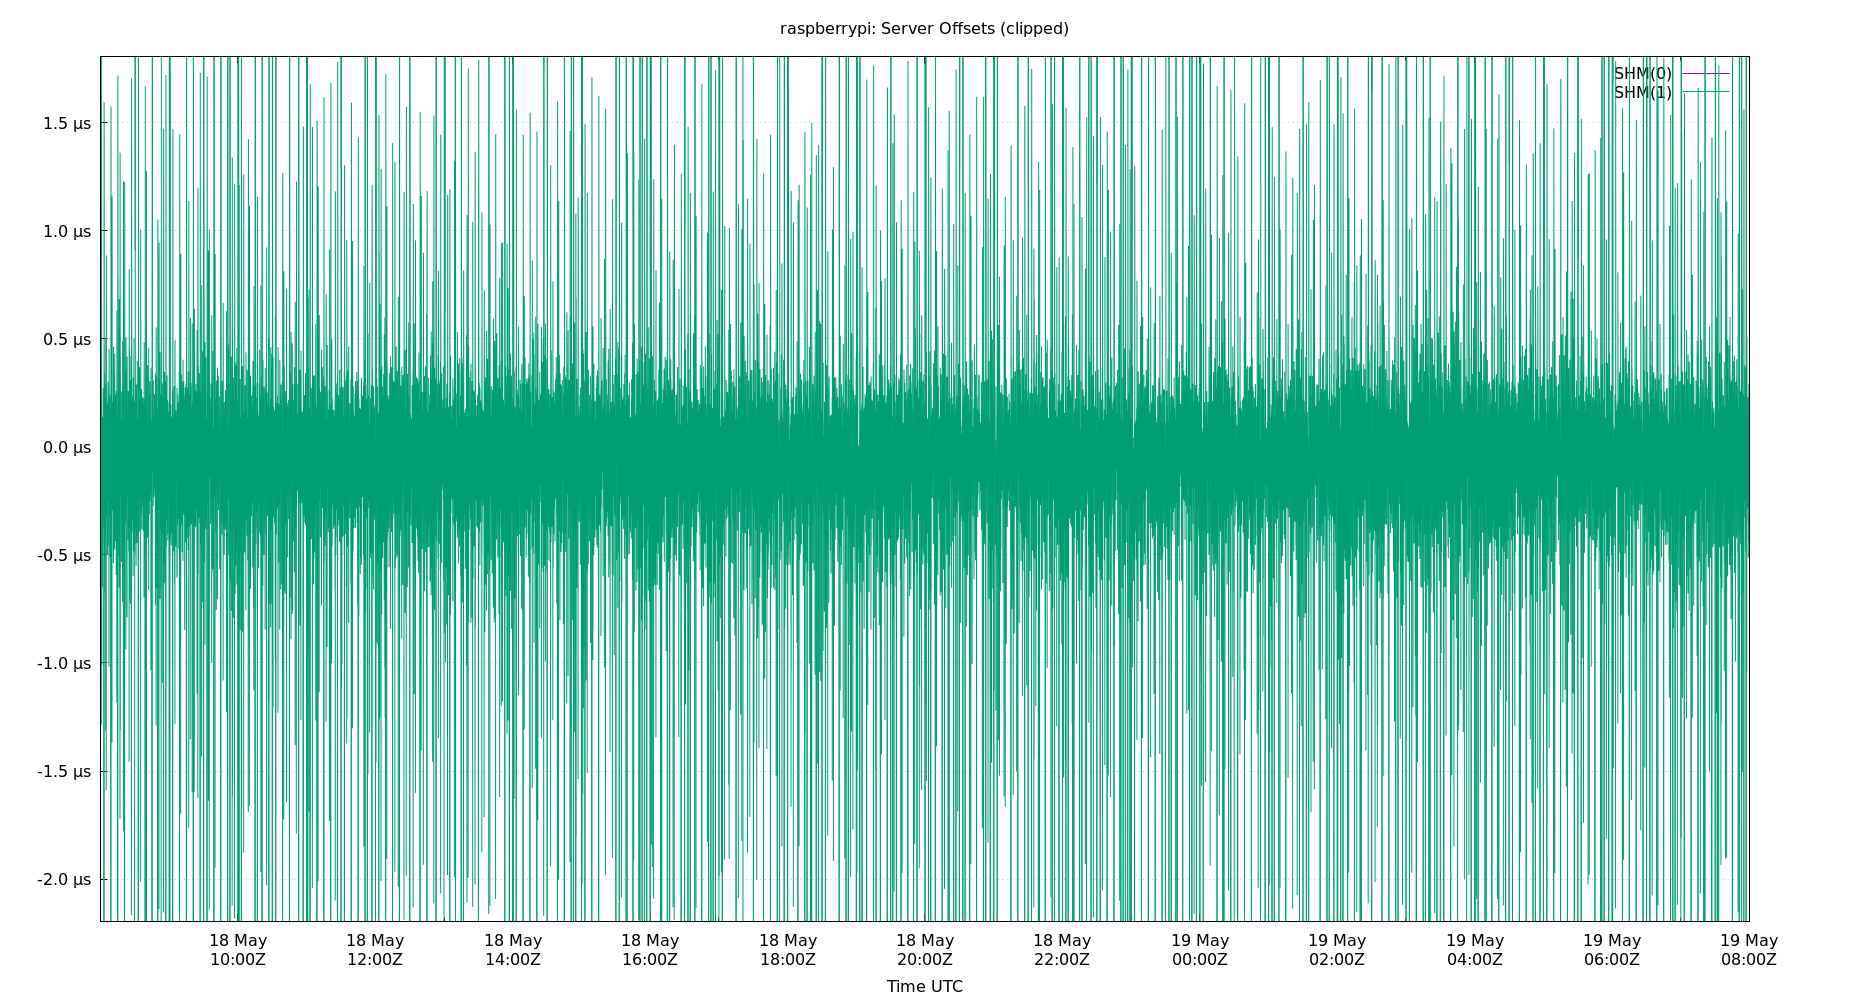 raspberrypi: Server Offsets (clipped)
SHM(0)
SHM(1)
1.5 µs
1.0 µs
0.5 µs
0.0 µs
-0.5 µs
-1.0 µs
-1.5 µs
-2.0 µs
18 May 18 May 18 May 18 May 18 May 18 May 18 May 19 May 19 May 19 May 19 May 19 May
10:00Z 12:00Z 14:00Z 16:00Z 18:00Z 20:00Z 22:00Z 00:00Z 02:00Z 04:00Z 06:00Z 08:00Z
Time UTC